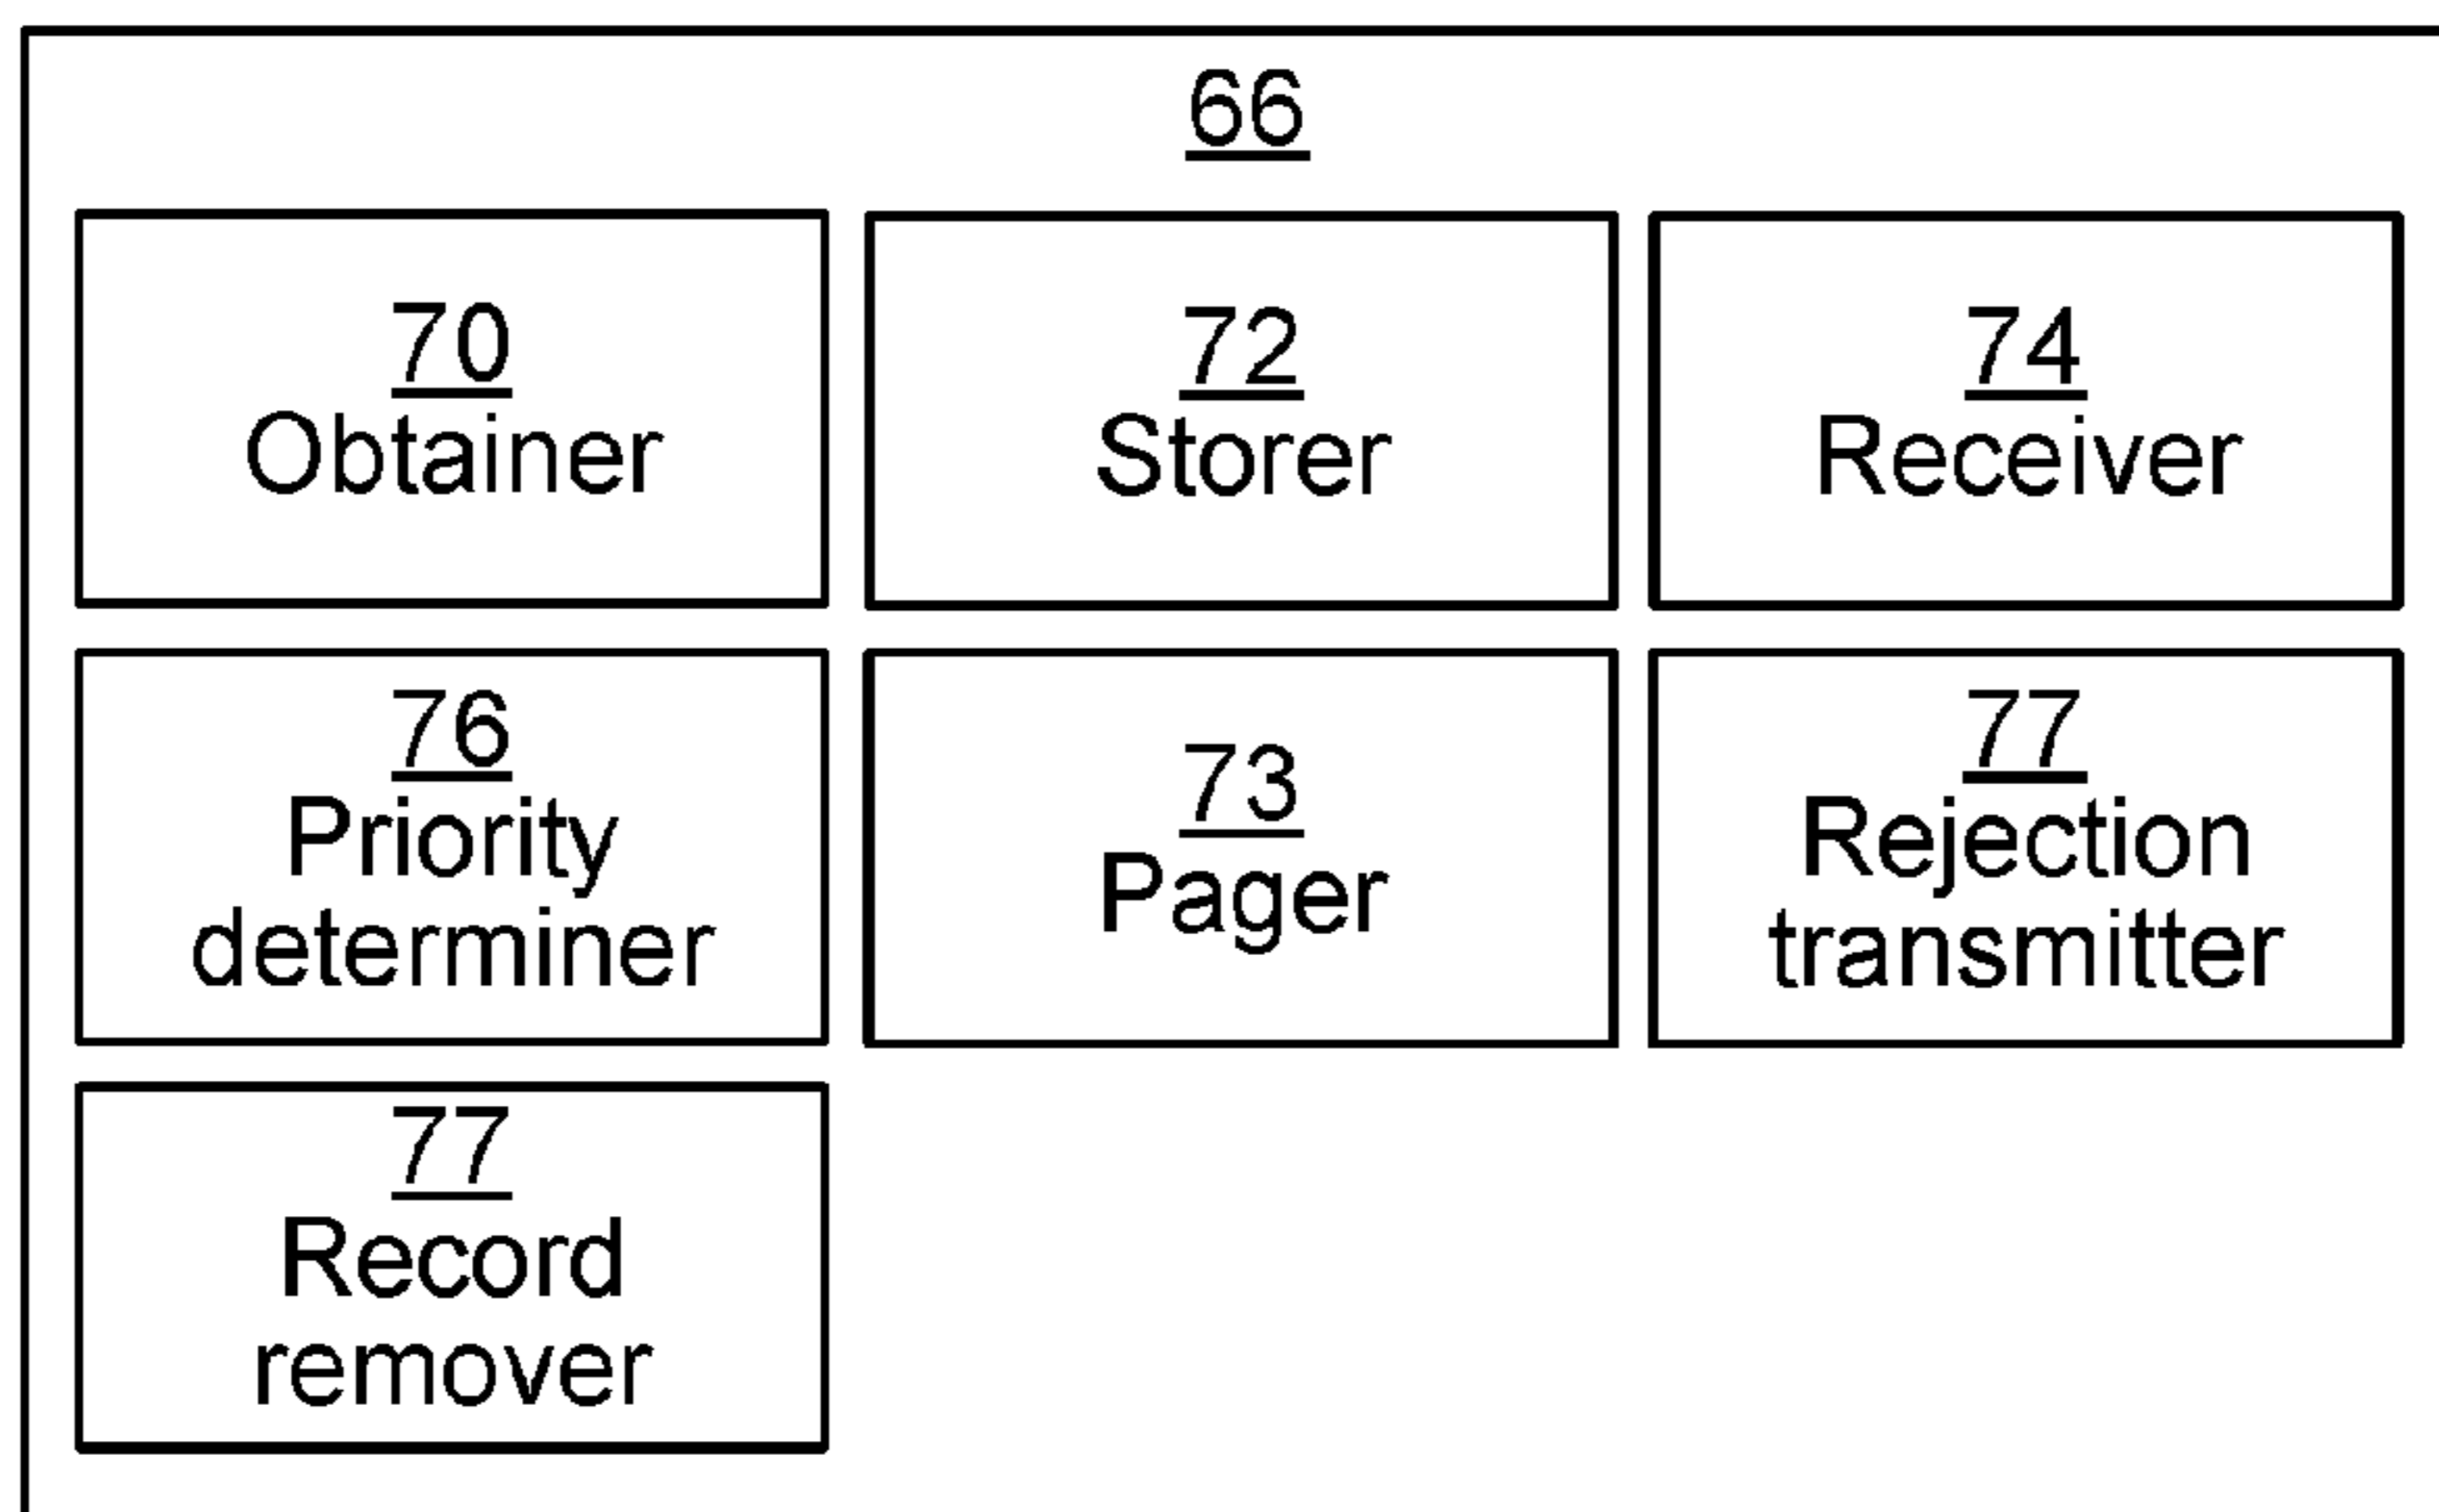 66
70
Obtainer
72
Storer
74
Receiver
76
Priority
determiner
73
Pager
77
Rejection
transmitter
77
Record
remover